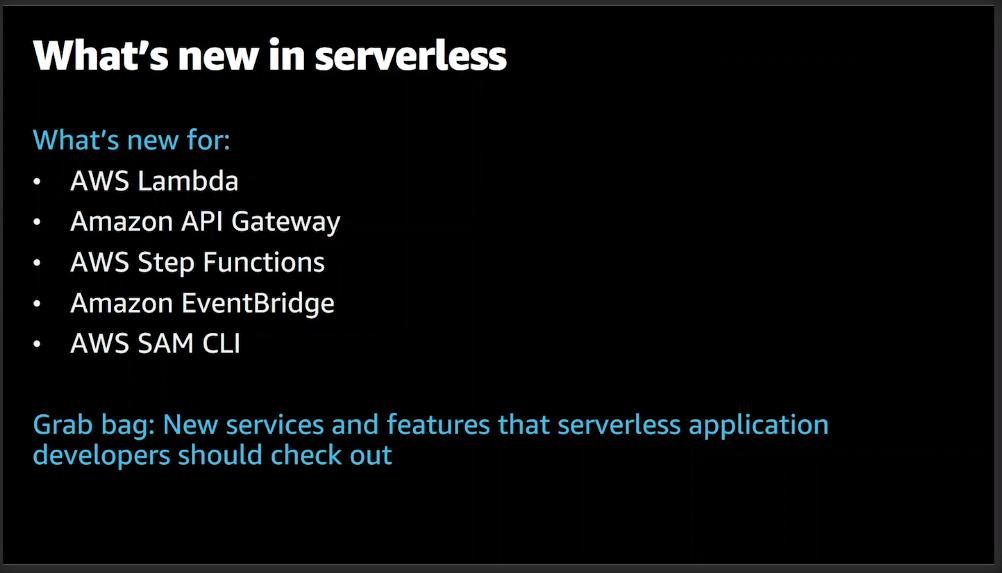 What’s new in serverless
What’s new for:
• AWS Lambda
• Amazon API Gateway
• AWS Step Functions
• Amazon EventBridge
• AWS SAM CLI
Grab bag: New services and features that serverless application
developers should check out